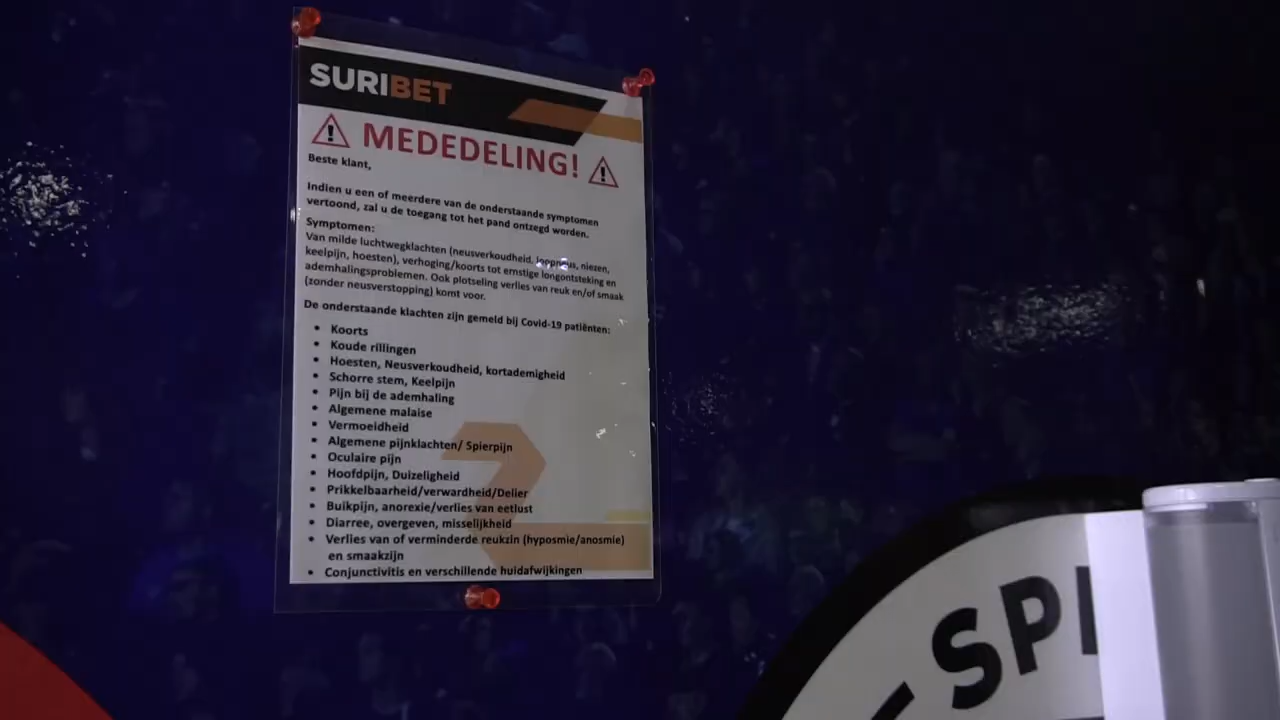 SURIBET
MEDEDELING!
Beste klant,
Indien u een of meerdere van de onderstaande symptomen
vertoond, zal u de toegang tot het pand ontzegd worden.
Symptomen:
Van milde luchtwegklachten (neusverkoudheid, loopneus, niezen,
keelpijn, hoesten), verhoging/koorts tot ernstige longontsteking en
ademhalingsproblemen. Ook plotseling verlies van reuk en/of smaak
(zonder neusverstopping) komt voor.
De onderstaande klachten zijn gemeld bij Covid-19 patiënten:
• Koorts
• Koude rillingen
• Hoesten, Neusverkoudheid, kortademigheid
• Schorre stem, Keelpijn
• Pijn bij de ademhaling
• Algemene malaise
• Vermoeidheid
• Algemene pijnklachten/ Spierpijn
• Oculaire pijn
• Hoofdpijn, Duizeligheid
• Prikkelbaarheid/verwardheid/Delier
• Buikpijn, anorexie/verlies van eetlust
• Diarree, overgeven, misselijkheid
• Verlies van of verminderde reukzin (hyposmie/anosmie)
en smaakzijn
• Conjunctivitis en verschillende huidafwijkingen
SPI